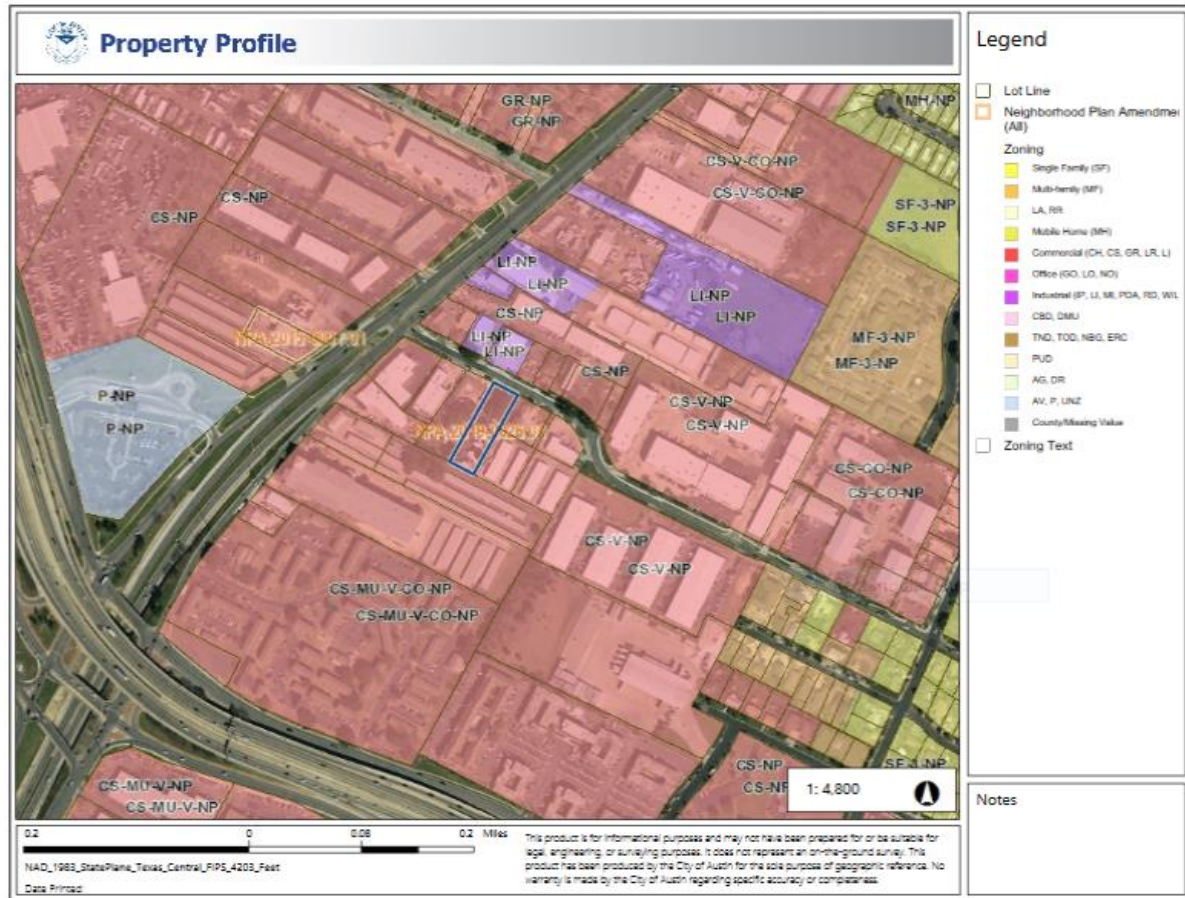 Property Profile
GR-NP
GR-NP
MH-NP
CS-V-CO-NP
CS-V-CO-NP
CS-NP
CS-NP
SF-3-NP
SF-3-NP
LI-NP
LI-NP
LI-NP
LI-NP
CS-NP
LI-NP
LI-NP
MF-3-NP
MF-3-NP
CS-NP
P-NP
P-NP
CS-V-NP
CS-V-NP
CS-CO-NP
CS-CO-NP
CS-V-NP
CS-V-NP
CS-MU-V-CO-NP
CS-MU-V-CO-NP
CS-NP
CS-NP
SF-3-NP
CS-MU-V-NP
CS-MU-V-NP
1: 4,800
Legend
Lot Line
Neighborhood Plan Amendme
(All)
Zoning
Single Family (SF)
Multi-family (MF)
LA, RR
Mobile Home (MH)
Commercial (CH, CS, GR, LR, L)
Office (GO, LO, NO)
Industrial (IP, LI, MI, PDA, RD, W/L
CBD, DMU
TND, TOD, NBG, ERC
PUD
AG, DR
AV, P, UNZ
County/Missing Value
Zoning Text
Notes
0.2 0 0.08 0.2 Miles
NAD_1983_StatePlane_Texas_Central_FIPS_4203_Feet
Date Printed:
This product is for informational purposes and may not have been prepared for or be suitable for
legal, engineering, or surveying purposes. It does not represent an on-the-ground survey. This
product has been produced by the City of Austin for the sole purpose of geographic reference. No
warranty is made by the City of Austin regarding specific accuracy or completeness.